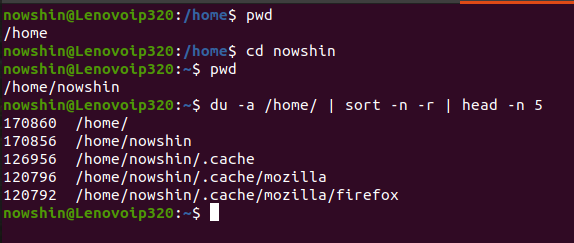 nowshin@Lenovoip320:/home$ pwd
/home
nowshin@Lenovoip320:/home$ cd nowshin
nowshin@Lenovoip320:~$ pwd
/home/nowshin
nowshin@Lenovoip320:~$ du -a /home/ | sort -n -r | head -n 5
170860	/home/
170856	/home/nowshin
126956	/home/nowshin/.cache
120796	/home/nowshin/.cache/mozilla
120792	/home/nowshin/.cache/mozilla/firefox
nowshin@Lenovoip320:~$